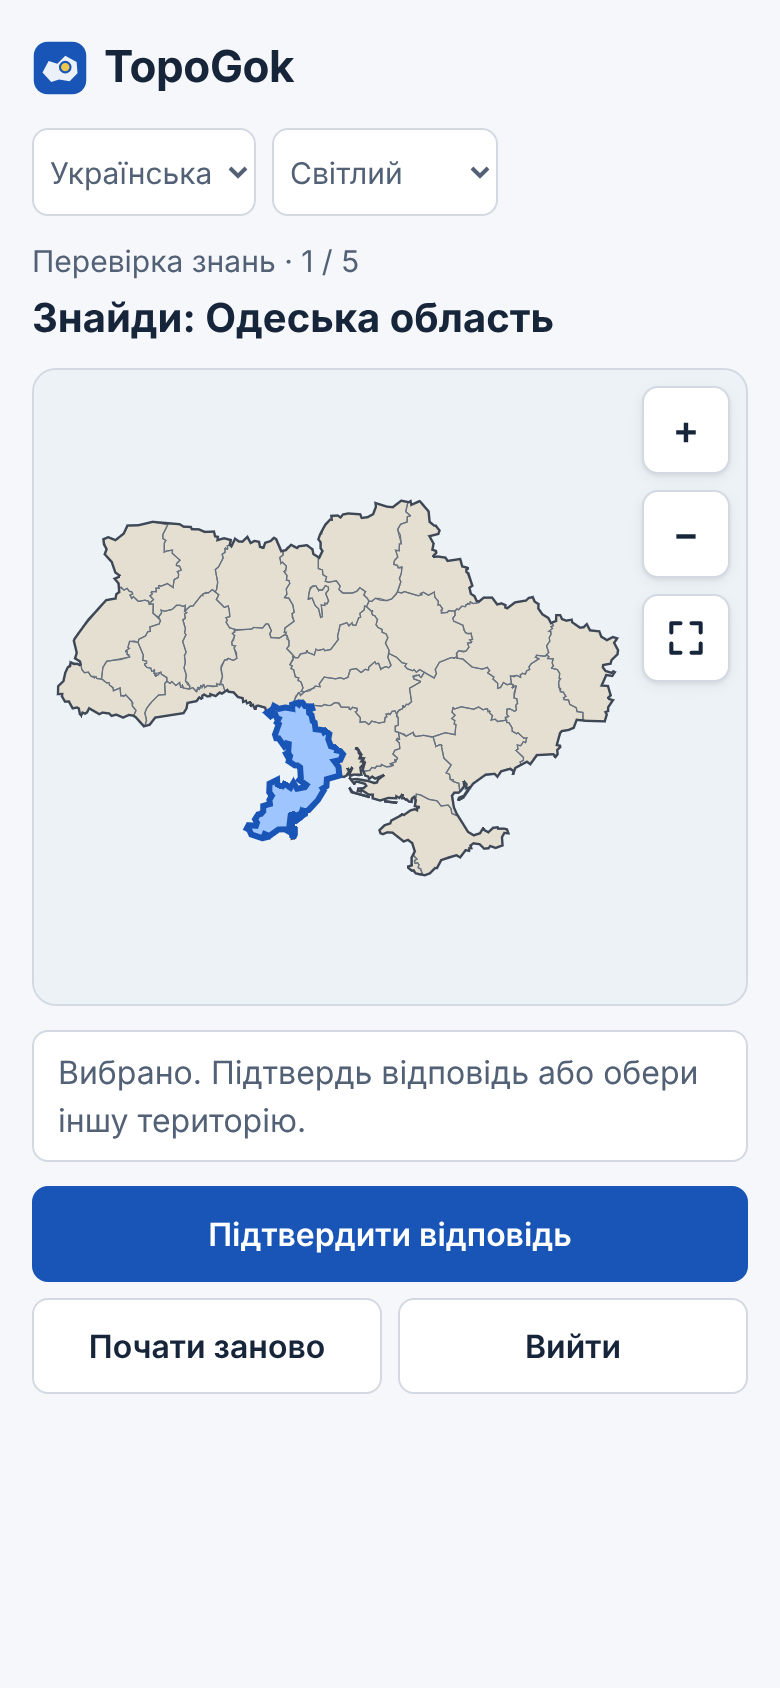 TopoGok
Українська
Світлий
Перевірка знань · 1 / 5
Знайди: Одеська область
+
−
Вибрано. Підтвердь відповідь або обери
іншу територію.
Підтвердити відповідь
Почати заново
Вийти